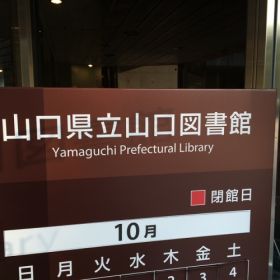 山口県立山口図書館
Yamaguchi Prefectural Library
閉館日
10月
日 月 火 水 木 金 土
2 3 4